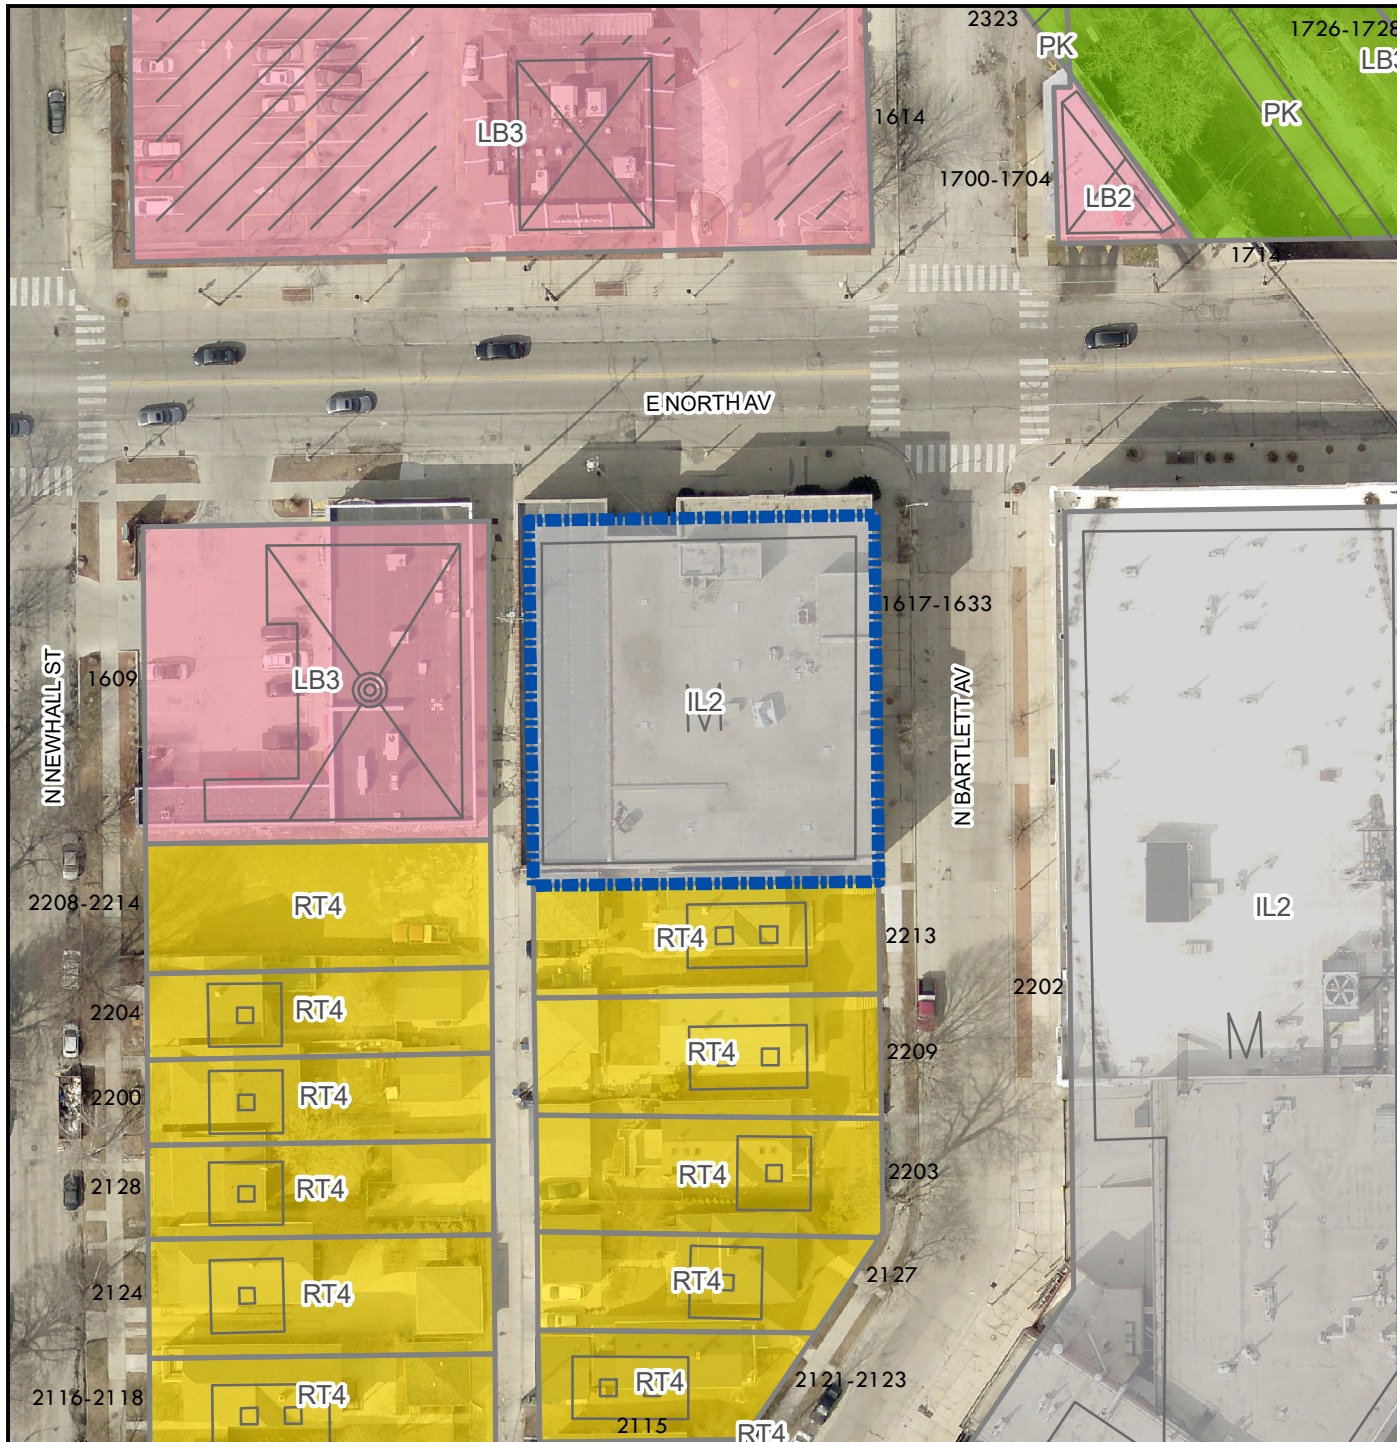 2323
PK
1726-1728
LB3
PK
1614
LB3
1700-1704
LB2
1714
E NORTH AV
1617-1633
N NEWHALL ST
1609
LB3
IL2
M
N BARTLETT AV
2208-2214
RT4
IL2
RT4
2213
2204
RT4
2202
M
RT4
2209
2200
RT4
2128
RT4
RT4
2203
2124
RT4
RT4
2127
2116-2118
RT4
RT4
2121-2123
2115
RT4